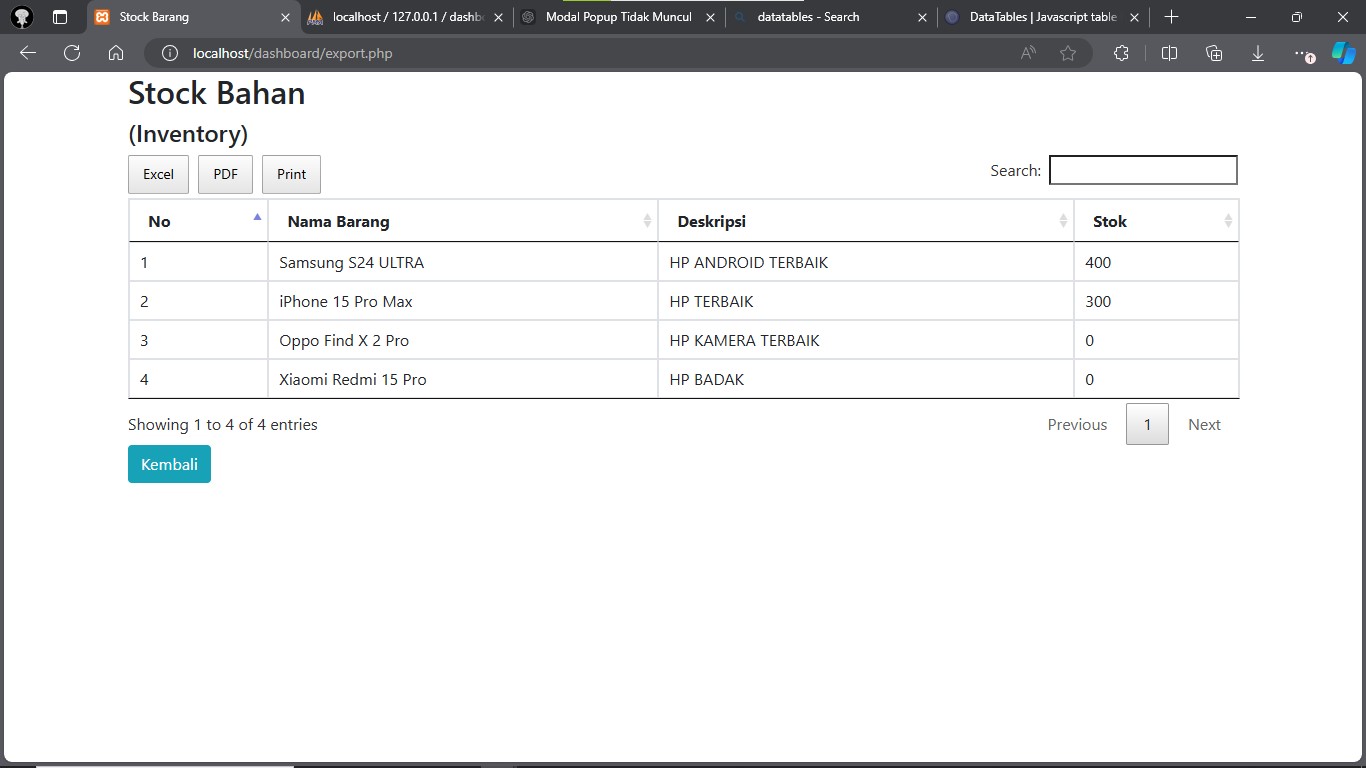 Stock Barang
localhost / 127.0.0.1 / dashb
Modal Popup Tidak Muncul
datatables - Search
DataTables | Javascript table
localhost/dashboard/export.php
Stock Bahan
(Inventory)
Excel PDF Print Search:
No Nama Barang Deskripsi Stok
1 Samsung S24 ULTRA HP ANDROID TERBAIK 400
2 iPhone 15 Pro Max HP TERBAIK 300
3 Oppo Find X 2 Pro HP KAMERA TERBAIK 0
4 Xiaomi Redmi 15 Pro HP BADAK 0
Showing 1 to 4 of 4 entries Previous 1 Next
Kembali